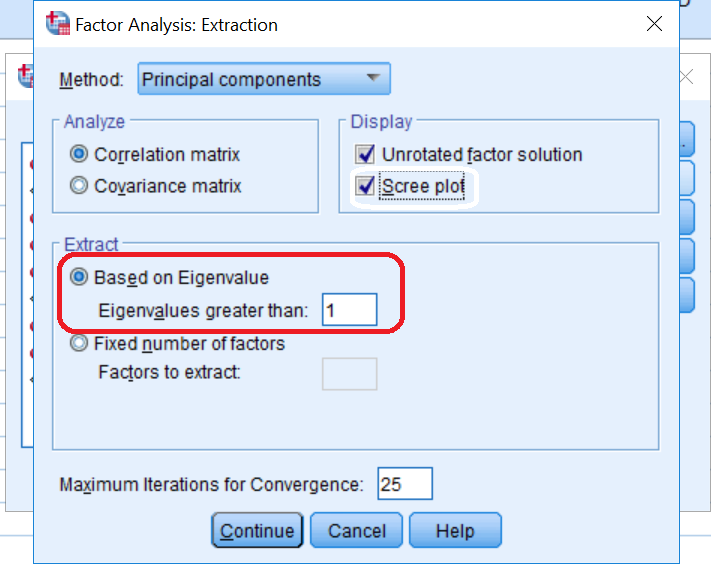 Factor Analysis: Extraction
Method: Principal components
Analyze
Correlation matrix
Covariance matrix
Display
Unrotated factor solution
Scree plot
Extract
Based on Eigenvalue
Eigenvalues greater than: 1
Fixed number of factors
Factors to extract:
Maximum Iterations for Convergence: 25
Continue Cancel Help